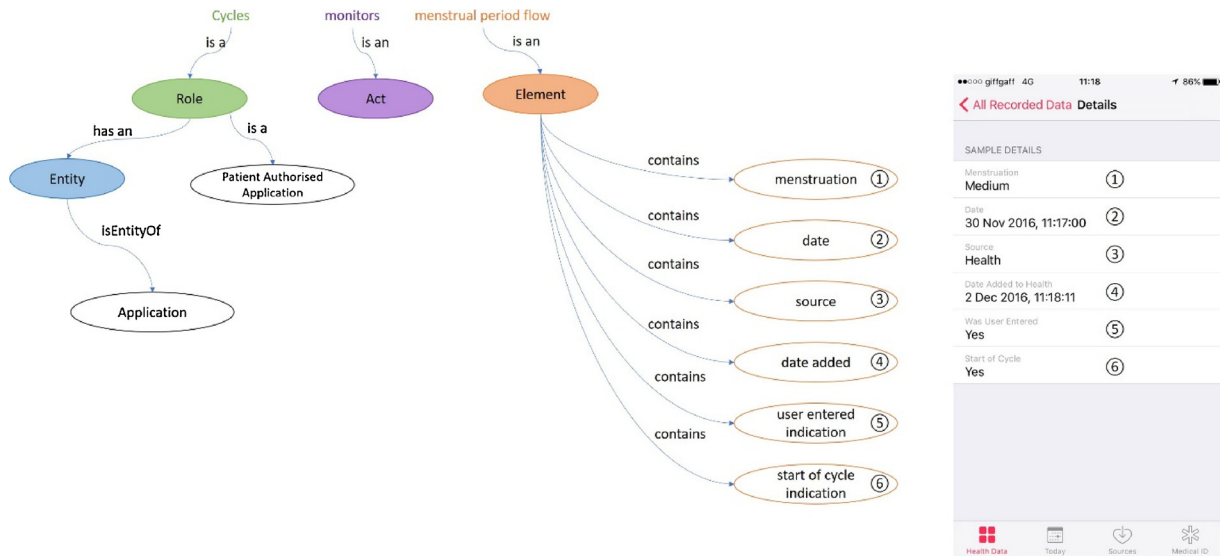 Cycles
monitors
menstrual period flow
is a
is an
is an
Role
Act
Element
has an
is a
Entity
Patient Authorised
Application
isEntityOf
Application
contains
menstruation ①
contains
date ②
contains
source ③
contains
date added ④
contains
user entered
indication ⑤
contains
start of cycle
indication ⑥
giffgaff 4G 11:18 86%
All Recorded Data Details
SAMPLE DETAILS
Menstruation
Medium ①
Date
30 Nov 2016, 11:17:00 ②
Source
Health ③
Date Added to Health
2 Dec 2016, 11:18:11 ④
Was User Entered
Yes ⑤
Start of Cycle
Yes ⑥
Health Data Today Sources Medical ID